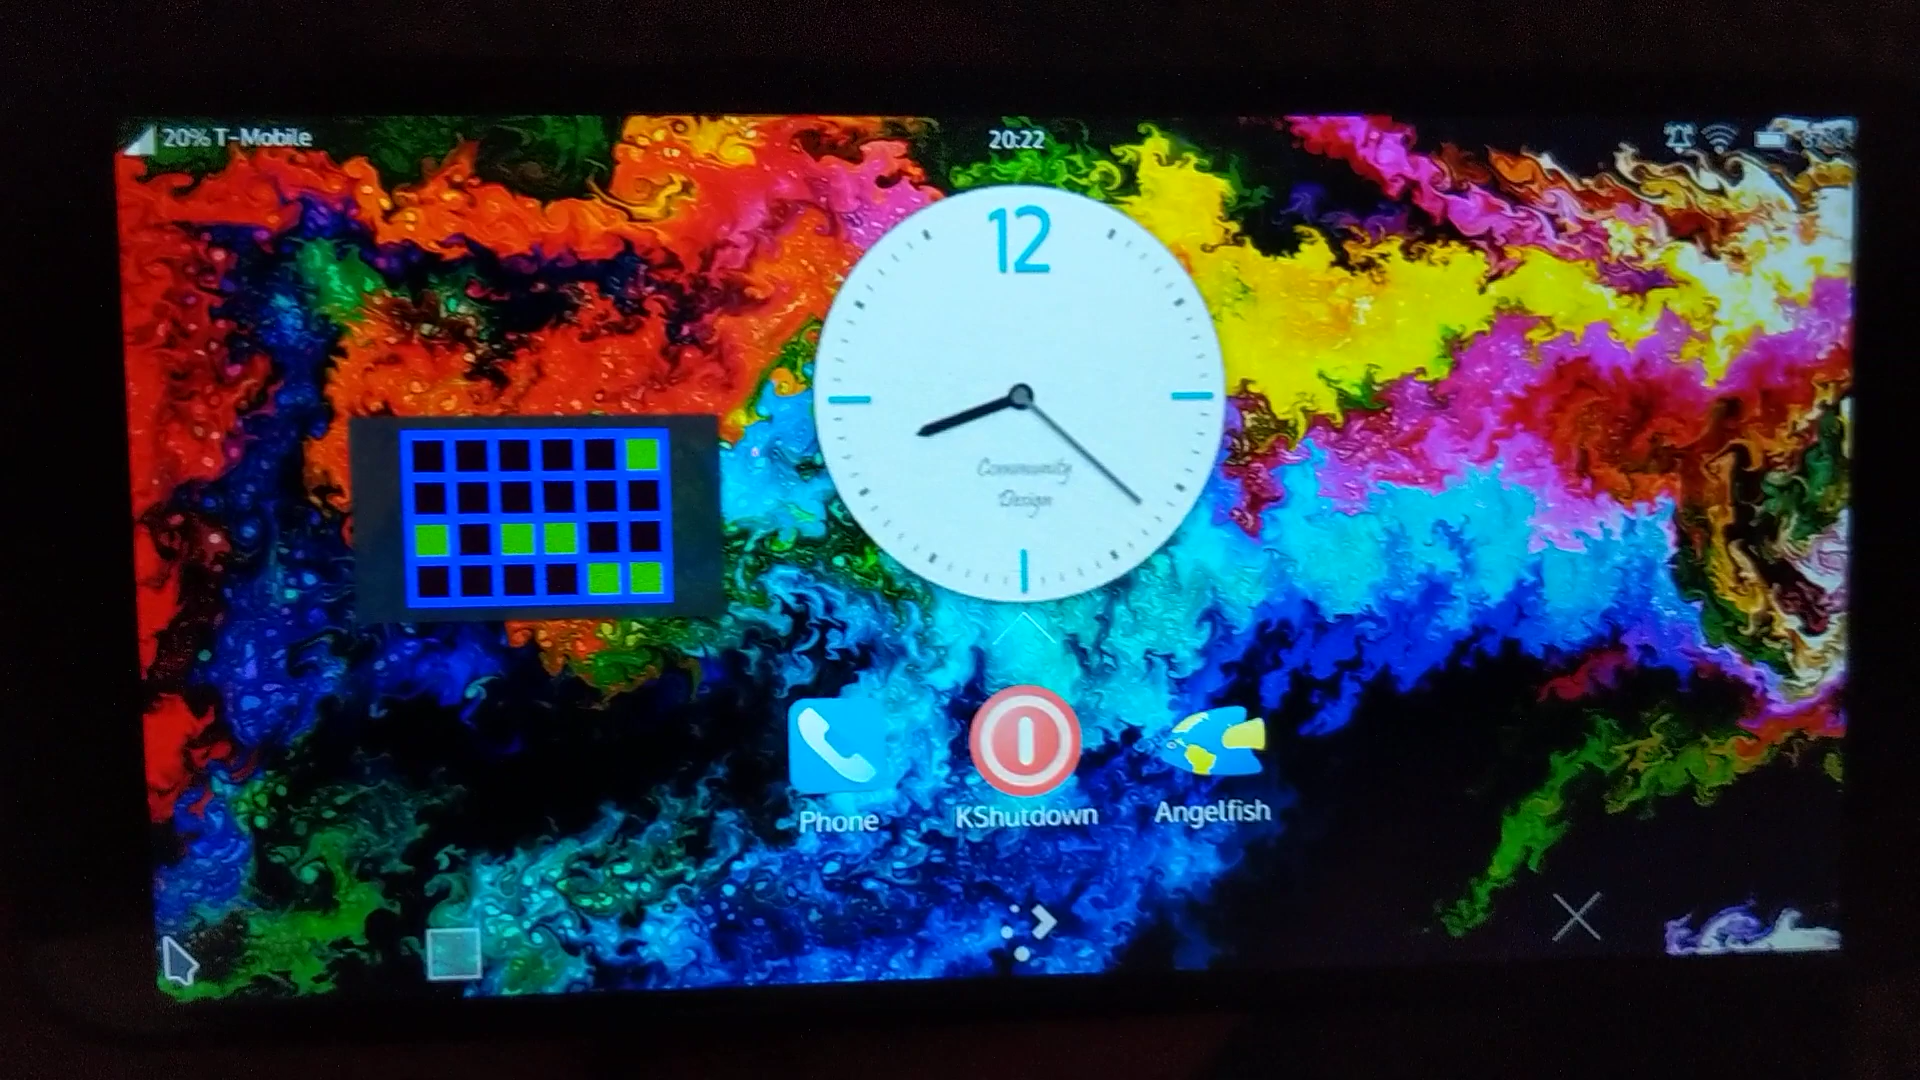 20% T-Mobile
20:22
12
Community
Design
Phone
KShutdown
Angelfish